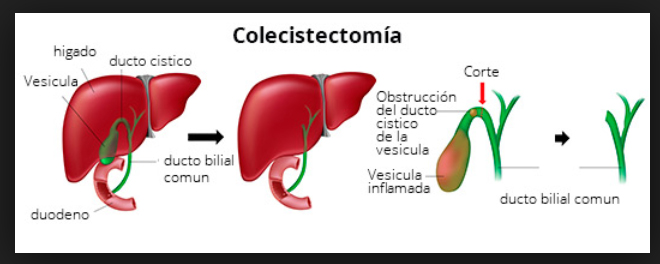 Colecistectomía
higado
ducto cistico
Vesicula
ducto bilial
comun
duodeno
Corte
Obstrucción
del ducto
cistico
de la
vesicula
Vesicula
inflamada
ducto bilial comun